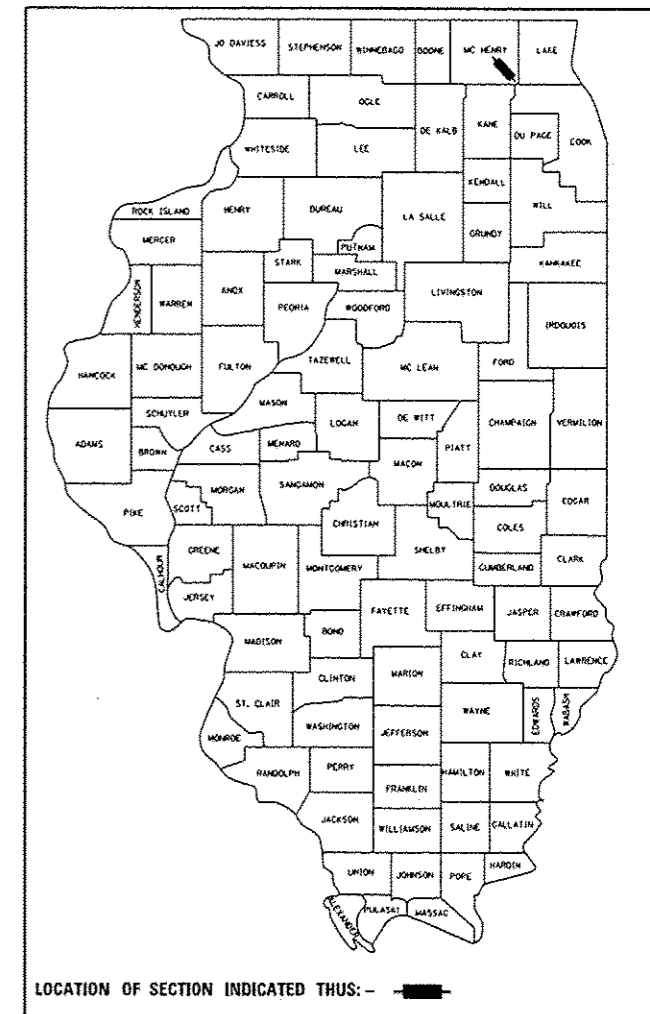 JO DAVIESS STEPHENSON WINNEBAGO BOONE MC HENRY LAKE
CARROLL OGLE DE KALB KANE DU PAGE COOK
WHITESIDE LEE KENDALL WILL
ROCK ISLAND HENRY BUREAU LA SALLE GRUNDY
MERCER PUTNAM KANKAKEE
STARK MARSHALL
HENDERSON WARREN KNOX PEORIA WOODFORD LIVINGSTON IROQUOIS
HANCOCK MC DONOUGH FULTON TAZEWELL MC LEAN FORD
SCHUYLER MASON LOGAN DE WITT CHAMPAIGN VERMILION
ADAMS BROWN CASS MENARD MACON PIATT
PIKE SCOTT MORGAN SANGAMON CHRISTIAN MOULTRIE DOUGLAS EDGAR
COLES
CALHOUN GREENE MACOUPIN MONTGOMERY SHELBY CUMBERLAND CLARK
JERSEY FAYETTE EFFINGHAM JASPER CRAWFORD
MADISON BOND CLAY RICHLAND LAWRENCE
CLINTON MARION
ST. CLAIR WAYNE EDWARDS WABASH
MONROE WASHINGTON JEFFERSON
RANDOLPH PERRY HAMILTON WHITE
FRANKLIN
JACKSON WILLIAMSON SALINE GALLATIN
UNION JOHNSON POPE HARDIN
ALEXANDER PULASKI MASSAC
LOCATION OF SECTION INDICATED THUS: -